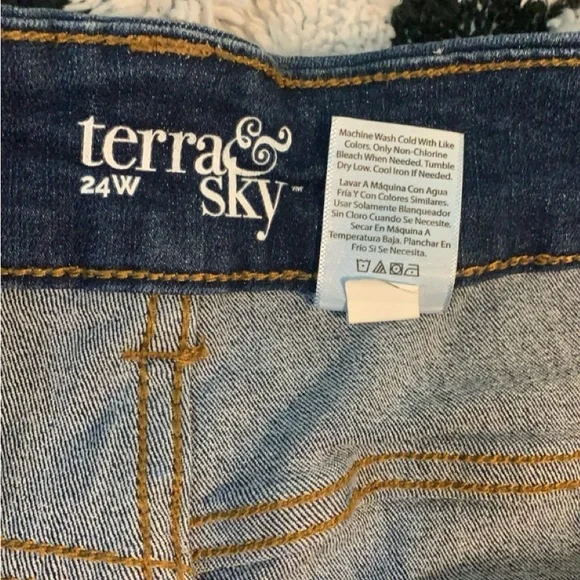 terra&
sky™
24W
Machine Wash Cold With Like
Colors. Only Non-Chlorine
Bleach When Needed. Tumble
Dry Low. Cool Iron If Needed.
Lavar A Máquina Con Agua
Fría Y Con Colores Similares.
Usar Solamente Blanqueador
Sin Cloro Cuando Se Necesite.
Secar En Máquina A
Temperatura Baja. Planchar En
Frío Si Se Necesita.